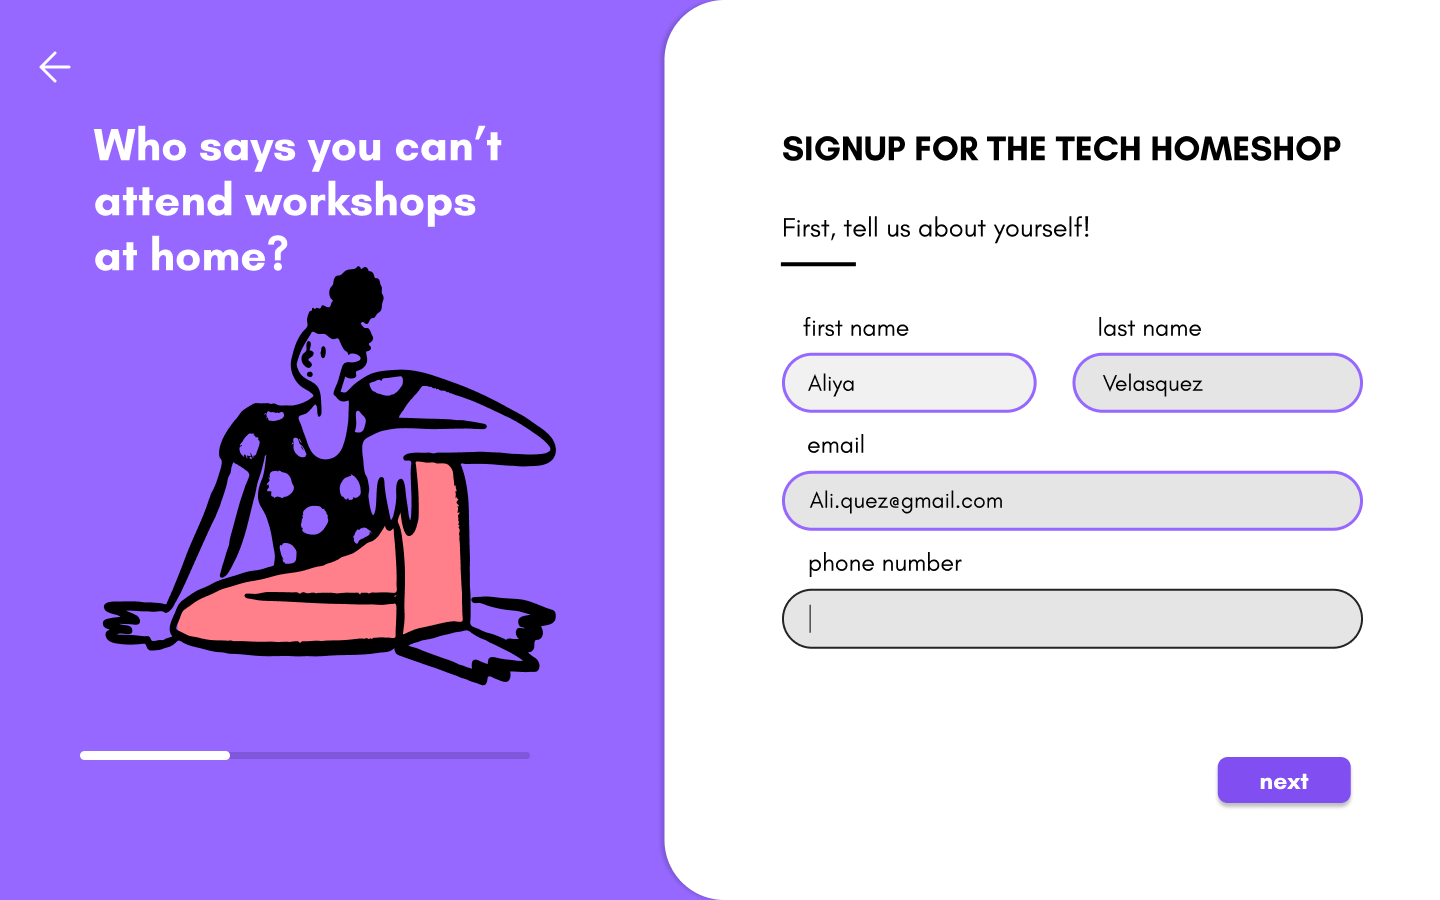 Who says you can’t
attend workshops
at home?
SIGNUP FOR THE TECH HOMESHOP
First, tell us about yourself!
first name
last name
Aliya
Velasquez
email
Ali.quez@gmail.com
phone number
next